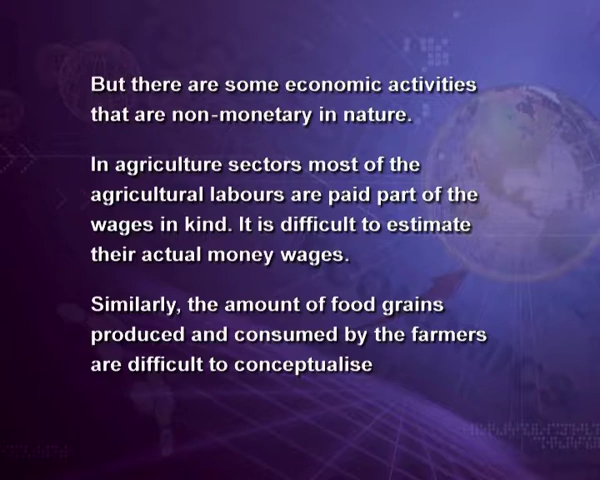 But there are some economic activities
that are non-monetary in nature.
In agriculture sectors most of the
agricultural labours are paid part of the
wages in kind. It is difficult to estimate
their actual money wages.
Similarly, the amount of food grains
produced and consumed by the farmers
are difficult to conceptualise